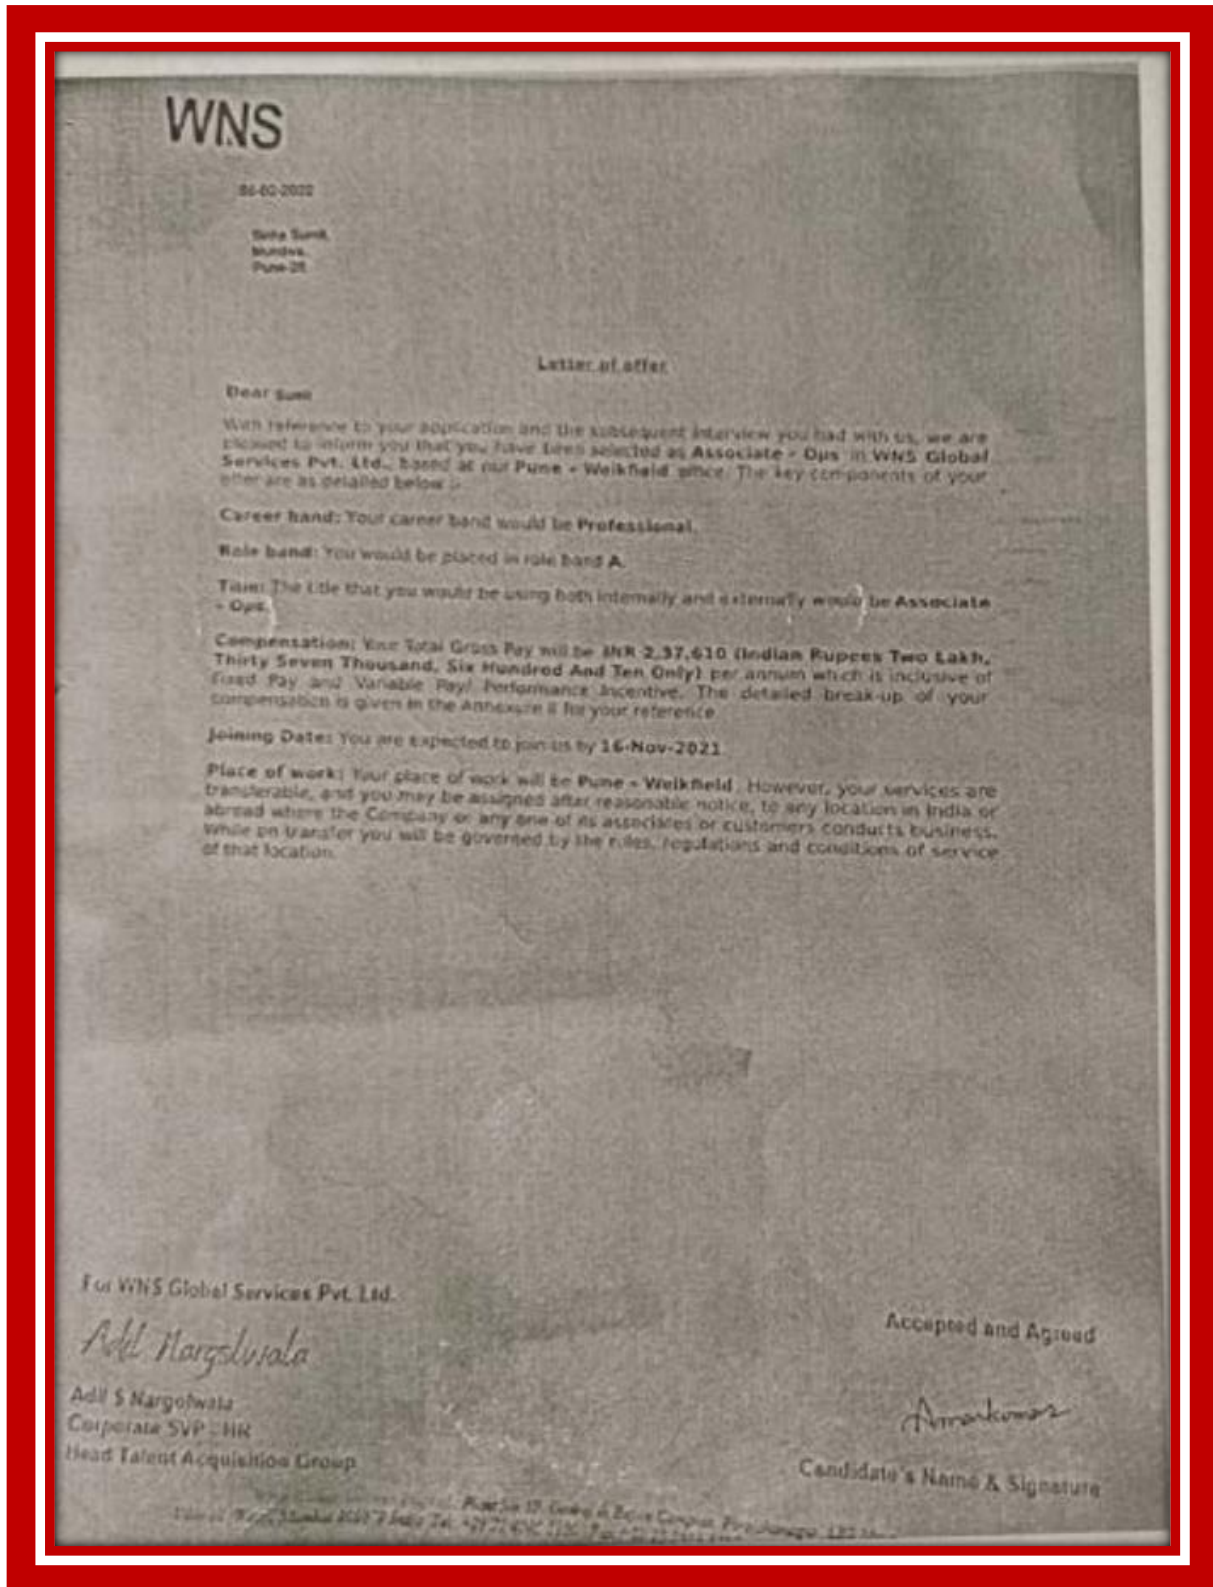 WNS
06-02-2022
Pune-28
Letter of offer
Dear Sumit
With reference to your application and the subsequent interview you had with us, we are
pleased to inform you that you have been selected as Associate - Ops in WNS Global
Services Pvt. Ltd., based at our Pune - Weikfield office. The key components of your
offer are as detailed below :-
Career band: Your career band would be Professional.
Role band: You would be placed in role band A.
Title: The title that you would be using both internally and externally would be Associate
- Ops.
Compensation: Your Total Gross Pay will be INR 2,37,610 (Indian Rupees Two Lakh,
Thirty Seven Thousand, Six Hundred And Ten Only) per annum which is inclusive of
Fixed Pay and Variable Pay/ Performance Incentive. The detailed break-up of your
compensation is given in the Annexure II for your reference
Joining Date: You are expected to join us by 16-Nov-2021
Place of work: Your place of work will be Pune - Weikfield. However, your services are
transferable, and you may be assigned after reasonable notice, to any location in India or
abroad where the Company or any one of its associates or customers conducts business.
While on transfer you will be governed by the rules, regulations and conditions of service
of that location.
For WNS Global Services Pvt. Ltd.
Accepted and Agreed
Adil Nargolwala
Adil S Nargolwala
Corporate SVP - HR
Head Talent Acquisition Group
Amarkumar
Candidate's Name & Signature